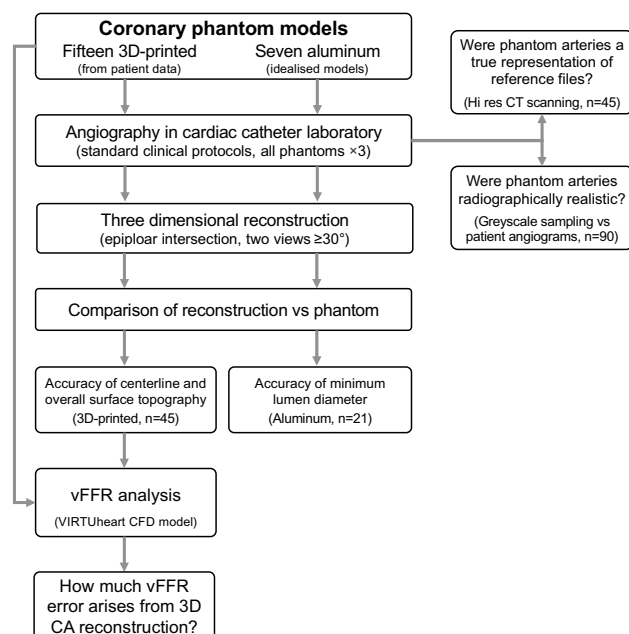 Coronary phantom models
Fifteen 3D-printed
(from patient data)
Seven aluminum
(idealised models)
Angiography in cardiac catheter laboratory
(standard clinical protocols, all phantoms ×3)
Were phantom arteries a
true representation of
reference files?
(Hi res CT scanning, n=45)
Were phantom arteries
radiographically realistic?
(Greyscale sampling vs
patient angiograms, n=90)
Three dimensional reconstruction
(epiploar intersection, two views ≥30°)
Comparison of reconstruction vs phantom
Accuracy of centerline and
overall surface topography
(3D-printed, n=45)
Accuracy of minimum
lumen diameter
(Aluminum, n=21)
vFFR analysis
(VIRTUheart CFD model)
How much vFFR
error arises from 3D
CA reconstruction?